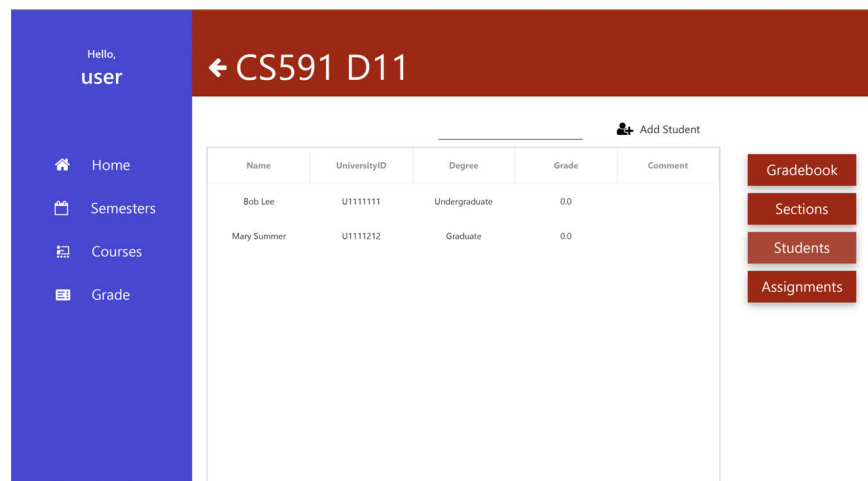 Hello,
user
Home
Semesters
Courses
Grade
CS591 D11
Add Student
Name UniversityID Degree Grade Comment
Bob Lee U1111111 Undergraduate 0.0
Mary Summer U1111212 Graduate 0.0
Gradebook
Sections
Students
Assignments